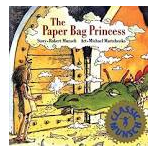 The
Paper Bag Princess
Story • Robert Munsch Art • Michael Martchenko